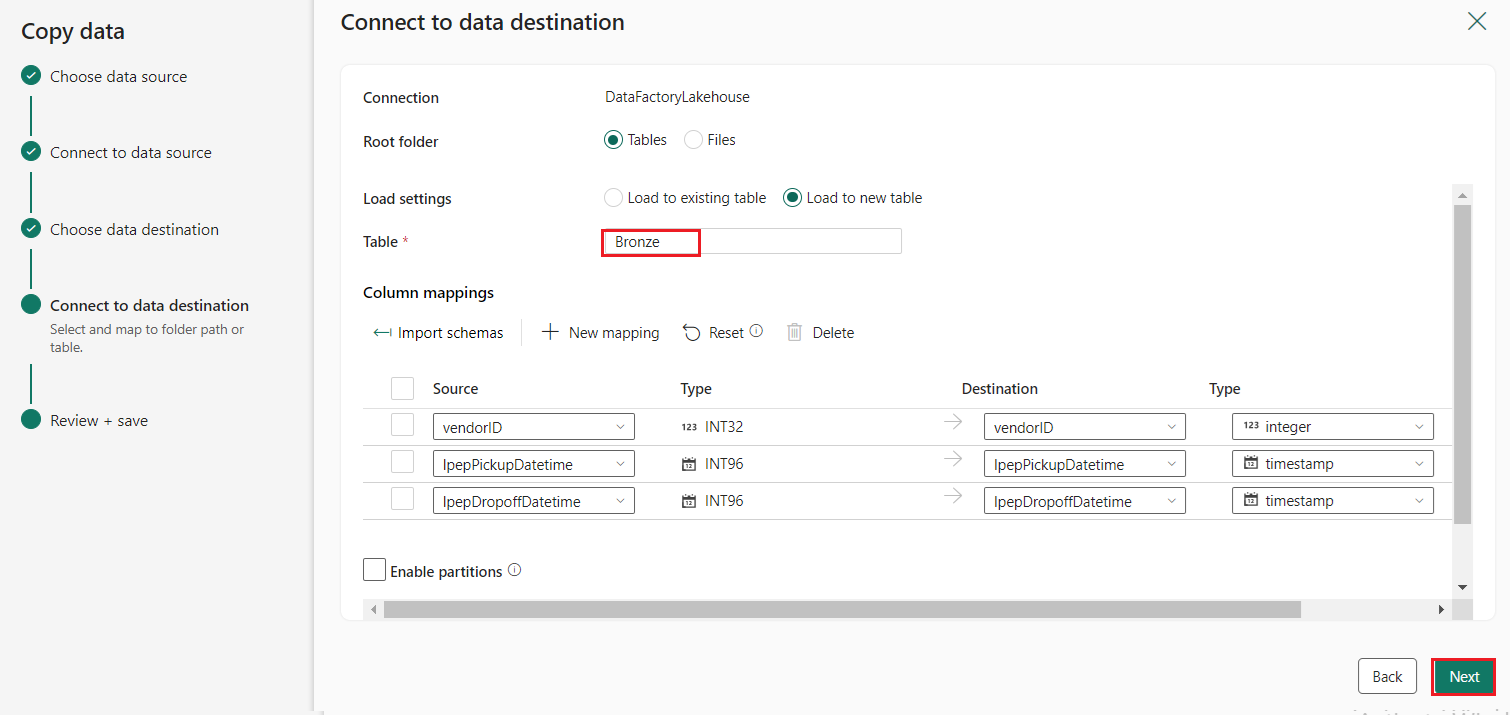 Copy data
Choose data source
Connect to data source
Choose data destination
Connect to data destination
Select and map to folder path or
table.
Review + save
Connect to data destination
Connection DataFactoryLakehouse
Root folder Tables Files
Load settings Load to existing table Load to new table
Table * Bronze
Column mappings
Import schemas New mapping Reset Delete
Source Type Destination Type
vendorID 123 INT32 vendorID 123 integer
lpepPickupDatetime 12 INT96 lpepPickupDatetime 12 timestamp
lpepDropoffDatetime 12 INT96 lpepDropoffDatetime 12 timestamp
Enable partitions
Back Next